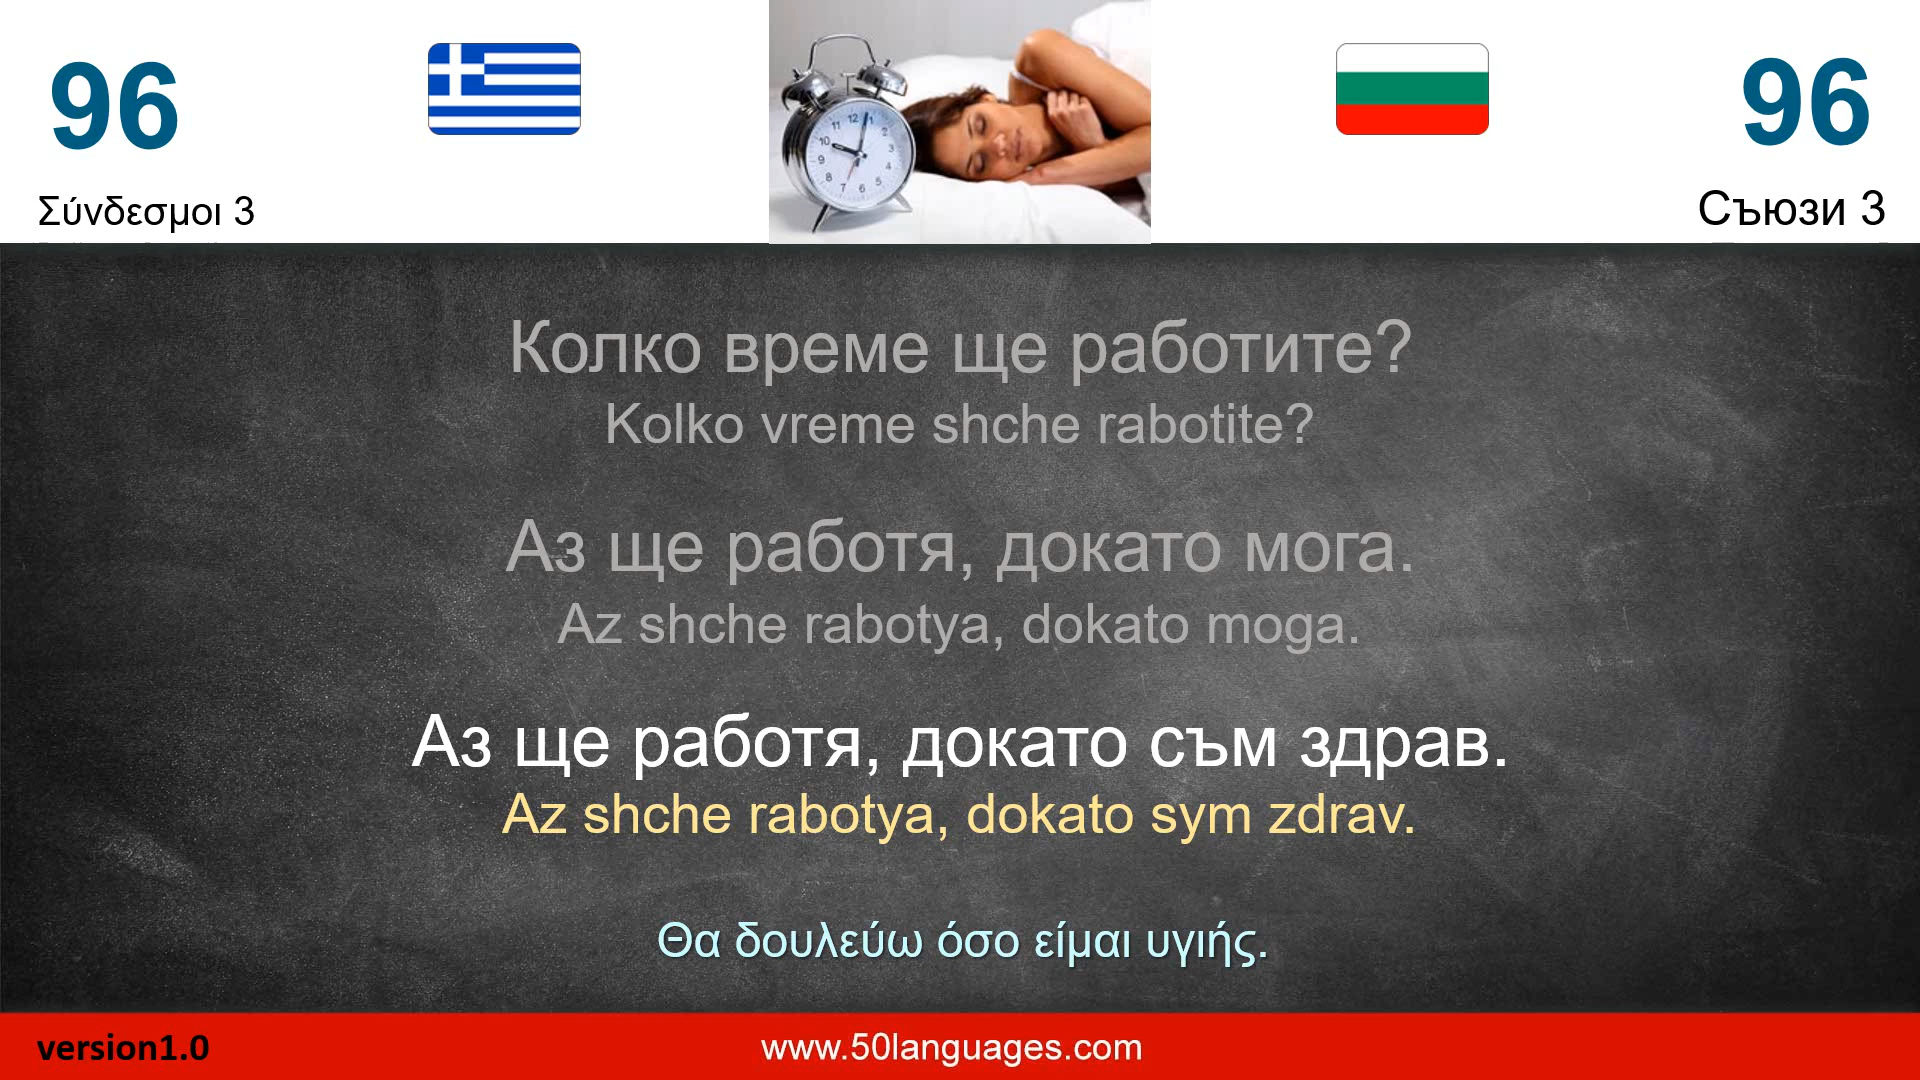 96
96
Σύνδεσμοι 3
Съюзи 3
Колко време ще работите?
Kolko vreme shche rabotite?
Аз ще работя, докато мога.
Az shche rabotya, dokato moga.
Аз ще работя, докато съм здрав.
Az shche rabotya, dokato sym zdrav.
Θα δουλεύω όσο είμαι υγιής.
version1.0
www.50languages.com